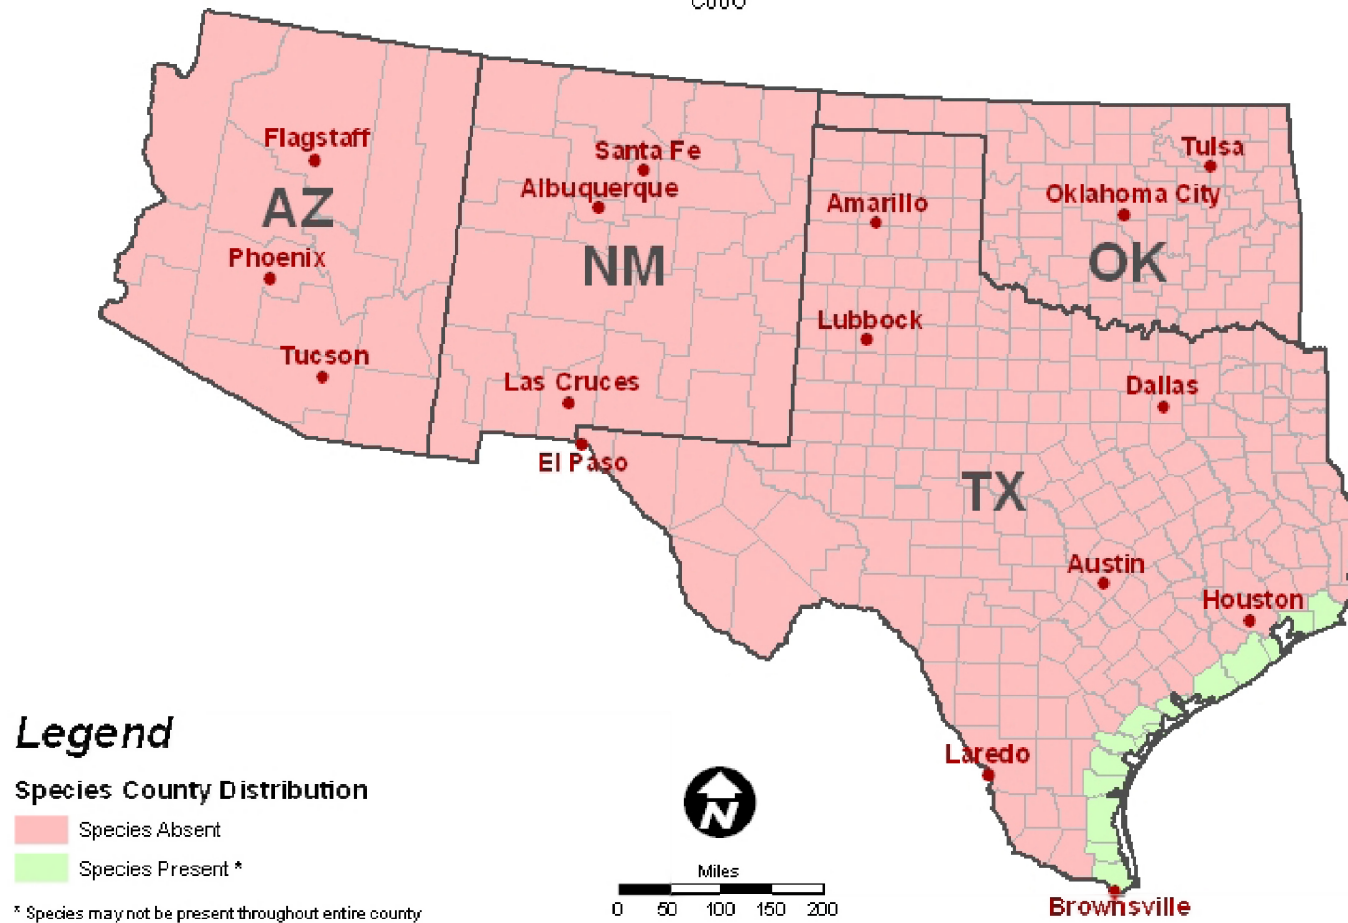 Flagstaff
AZ
Phoenix
Tucson
Santa Fe
Albuquerque
NM
Las Cruces
El Paso
Amarillo
Lubbock
Tulsa
Oklahoma City
OK
Dallas
TX
Austin
Houston
Laredo
Brownsville
Legend
Species County Distribution
Species Absent
Species Present *
* Species may not be present throughout entire county
N
Miles
0 50 100 150 200